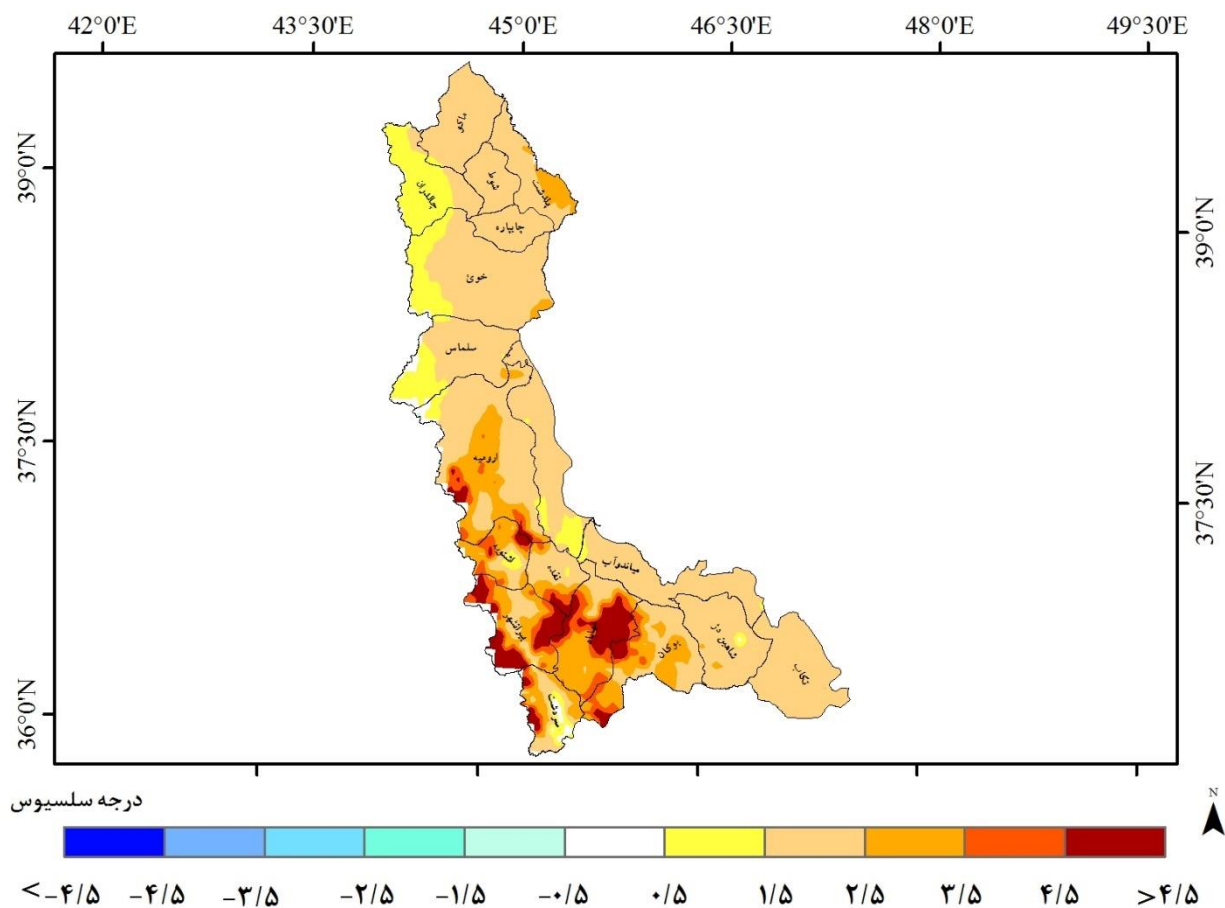 42°0'E 43°30'E 45°0'E 46°30'E 48°0'E 49°30'E
39°0'N
37°30'N
36°0'N
39°0'N
37°30'N
ماکو
شوط
پلدشت
چالدران
چایپاره
خوئ
سلماس
ارومیه
اشنویه
نقده
میاندوآب
پیرانشهر
بوکان
شاهین دژ
تکاب
سردشت
درجه سلسیوس
N
<-۴/۵ -۴/۵ -۳/۵ -۲/۵ -۱/۵ -۰/۵ ۰/۵ ۱/۵ ۲/۵ ۳/۵ ۴/۵ >۴/۵